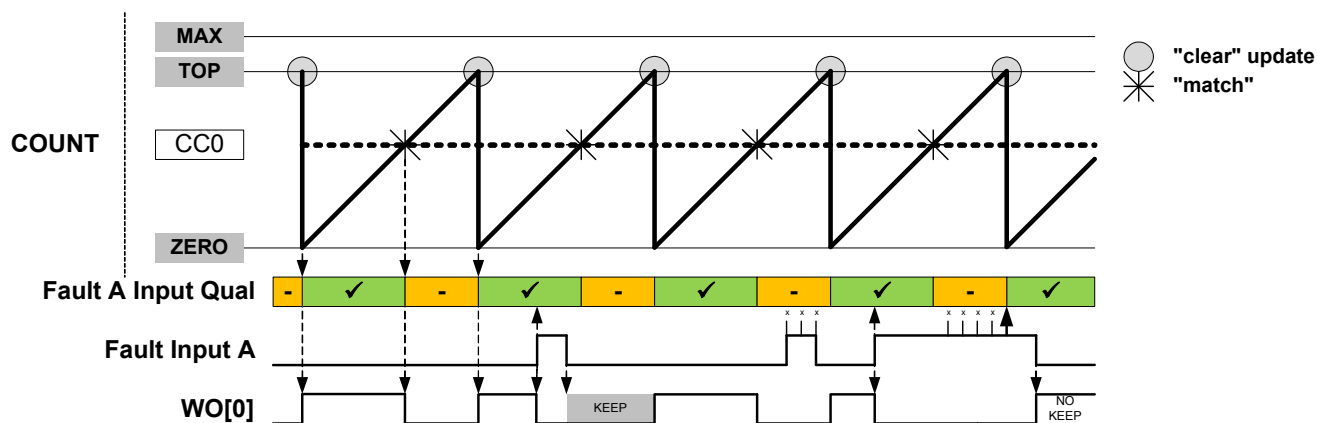 MAX
"clear" update
TOP
"match"
COUNT
CC0
ZERO
Fault A Input Qual
- ✓ - ✓ - ✓ - ✓ - ✓
x x x x x x x
Fault Input A
WO[0]
KEEP
NO
KEEP